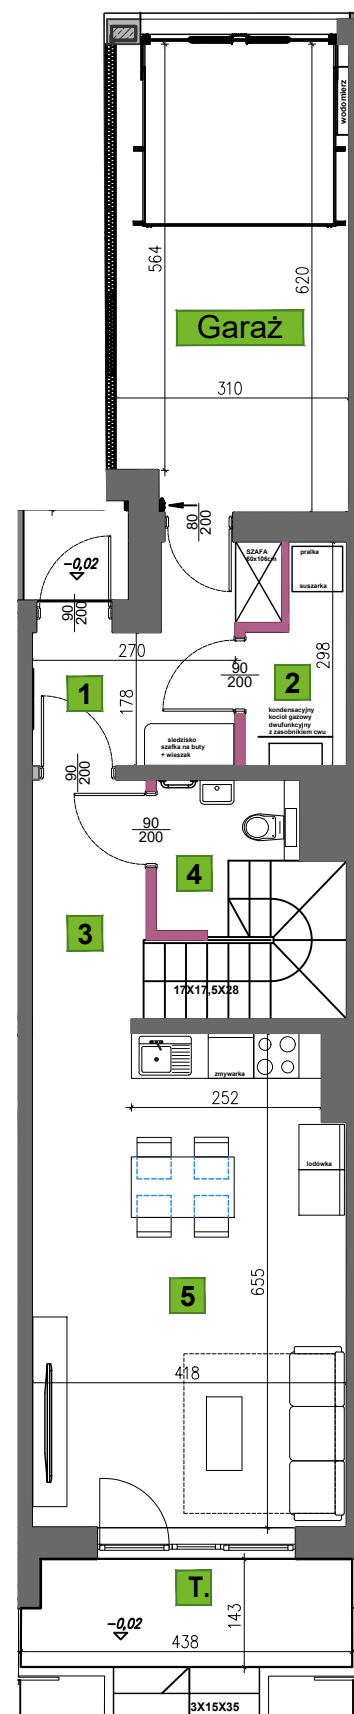 wodomierz
564
620
Garaż
310
80
200
-0,02
SZAFA
60x106cm
pralka
suszarka
90
200
270
298
90
200
1
2
178
kondensacyjny
kocioł gazowy
dwufunkcyjny
z zasobnikiem cwu
siedzisko
szafka na buty
+ wieszak
90
200
90
200
4
3
17X17,5X28
zmywarka
252
lodówka
5
655
418
T.
-0,02
143
438
3X15X35